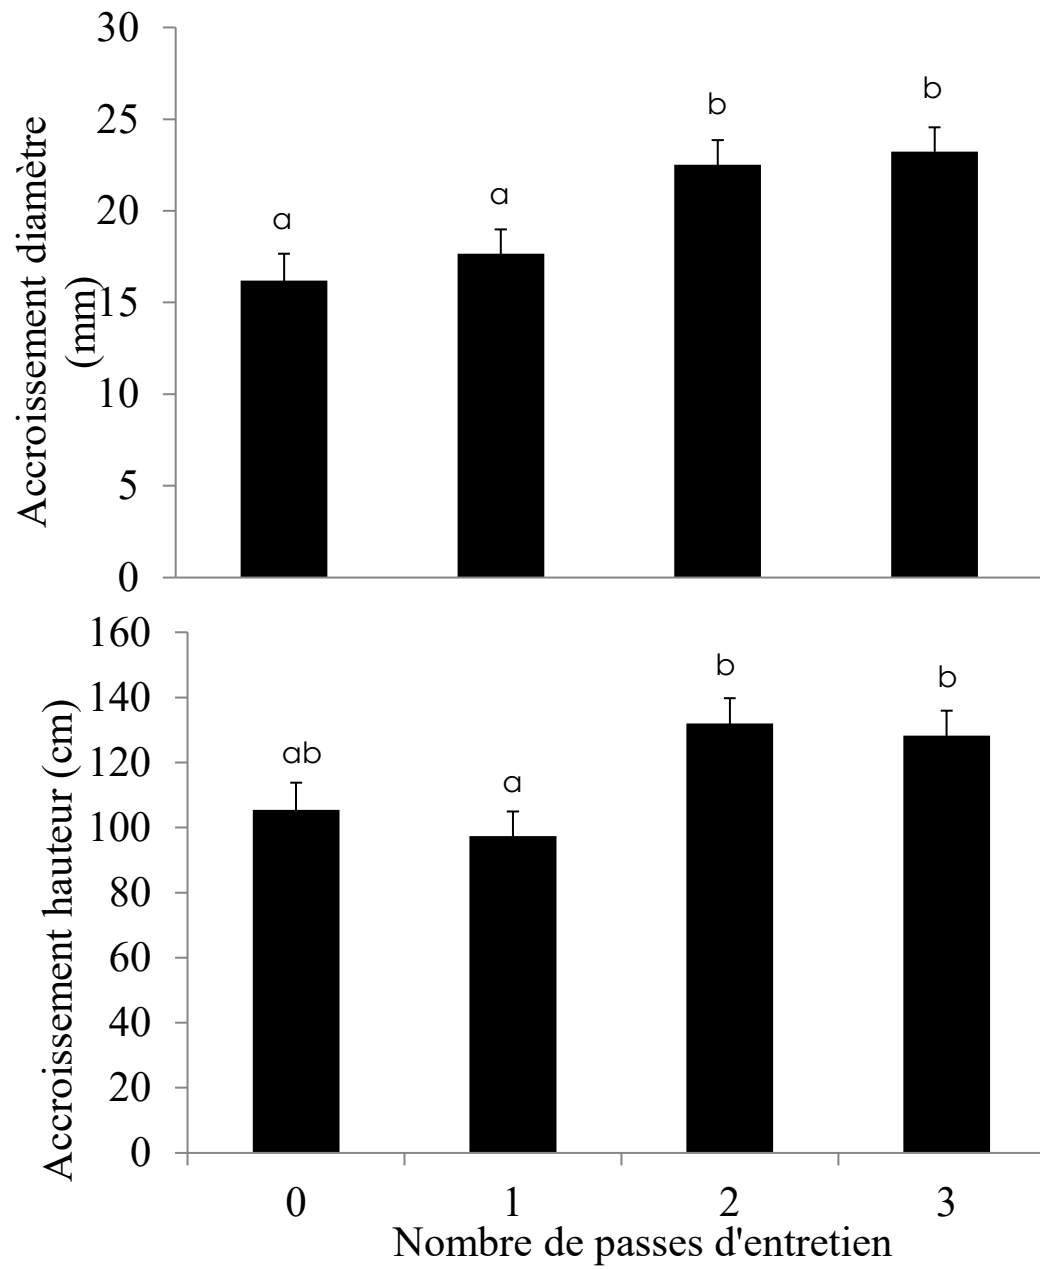 30
25
20
15
10
5
0
Accroissement diamètre
(mm)
a
a
b
b
160
140
120
100
80
60
40
20
0
Accroissement hauteur (cm)
ab
a
b
b
0 1 2 3
Nombre de passes d'entretien